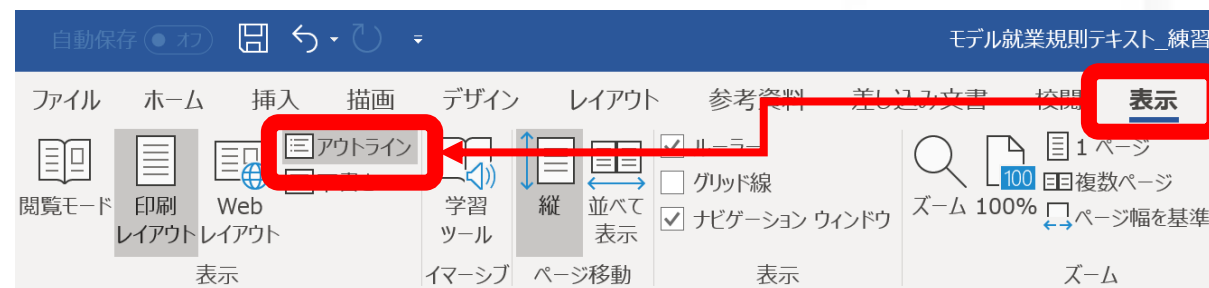 自動保存 オフ モデル就業規則テキスト_練習
ファイル ホーム 挿入 描画 デザイン レイアウト 参考資料 差し込み文書 校閲 表示
閲覧モード
印刷
レイアウト
Web
レイアウト
アウトライン
表示
学習
ツール
イマーシブ
縦
並べて
表示
ページ移動
ルーラー
グリッド線
ナビゲーション ウィンドウ
表示
ズーム
100
100%
1 ページ
複数ページ
ページ幅を基準
ズーム